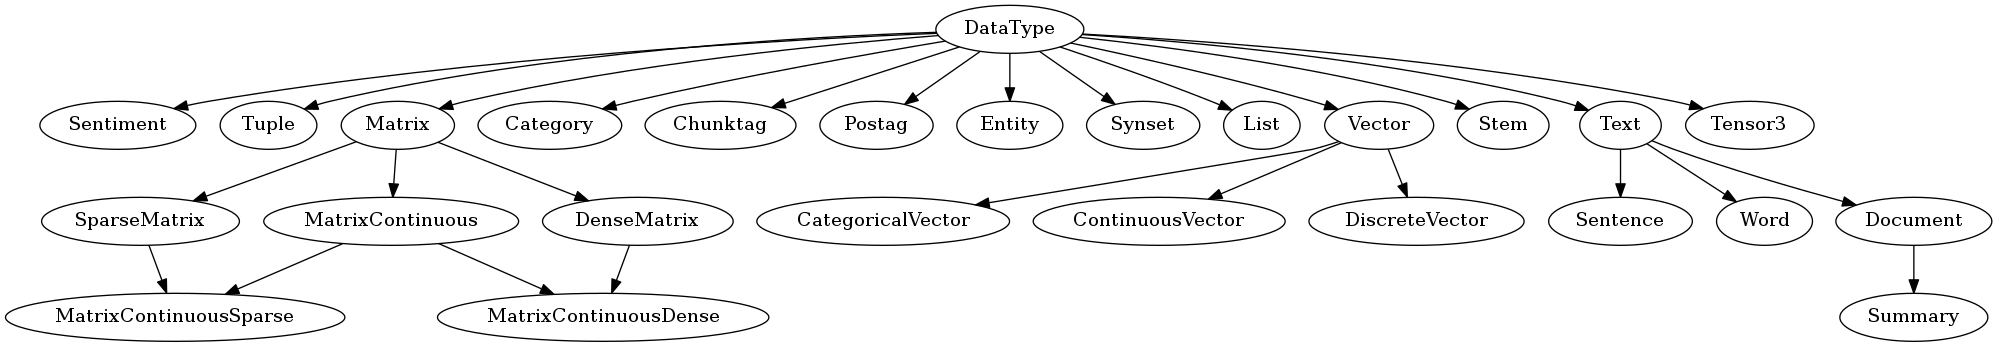 DataType
Sentiment
Tuple
Matrix
Category
Chunktag
Postag
Entity
Synset
List
Vector
Stem
Text
Tensor3
SparseMatrix
MatrixContinuous
DenseMatrix
CategoricalVector
ContinuousVector
DiscreteVector
Sentence
Word
Document
MatrixContinuousSparse
MatrixContinuousDense
Summary